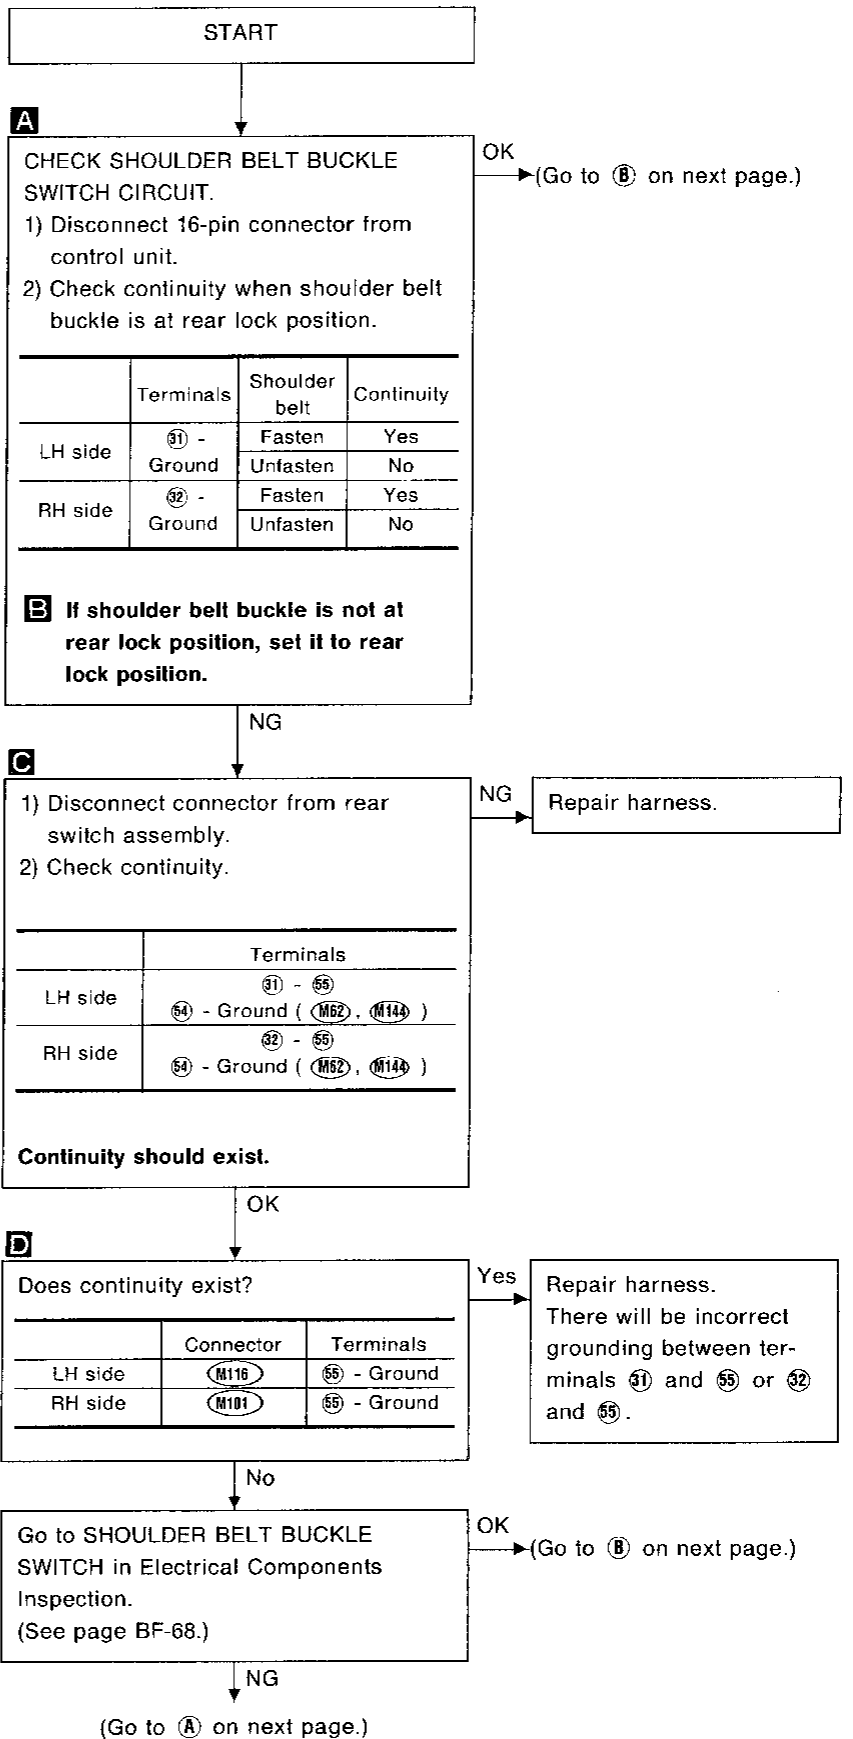 START
A
CHECK SHOULDER BELT BUCKLE
SWITCH CIRCUIT.
1) Disconnect 16-pin connector from
control unit.
2) Check continuity when shoulder belt
buckle is at rear lock position.
Terminals Shoulder belt Continuity
LH side 31 - Ground Fasten Yes
Unfasten No
RH side 32 - Ground Fasten Yes
Unfasten No
B If shoulder belt buckle is not at
rear lock position, set it to rear
lock position.
OK
(Go to B on next page.)
NG
C
1) Disconnect connector from rear
switch assembly.
2) Check continuity.
Terminals
LH side 31 - 55
54 - Ground ( M62 , M144 )
RH side 32 - 55
54 - Ground ( M62 , M144 )
Continuity should exist.
NG
Repair harness.
OK
D
Does continuity exist?
Connector Terminals
LH side M116 55 - Ground
RH side M101 55 - Ground
Yes
Repair harness.
There will be incorrect
grounding between ter-
minals 31 and 55 or 32
and 55 .
No
Go to SHOULDER BELT BUCKLE
SWITCH in Electrical Components
Inspection.
(See page BF-68.)
OK
(Go to B on next page.)
NG
(Go to A on next page.)